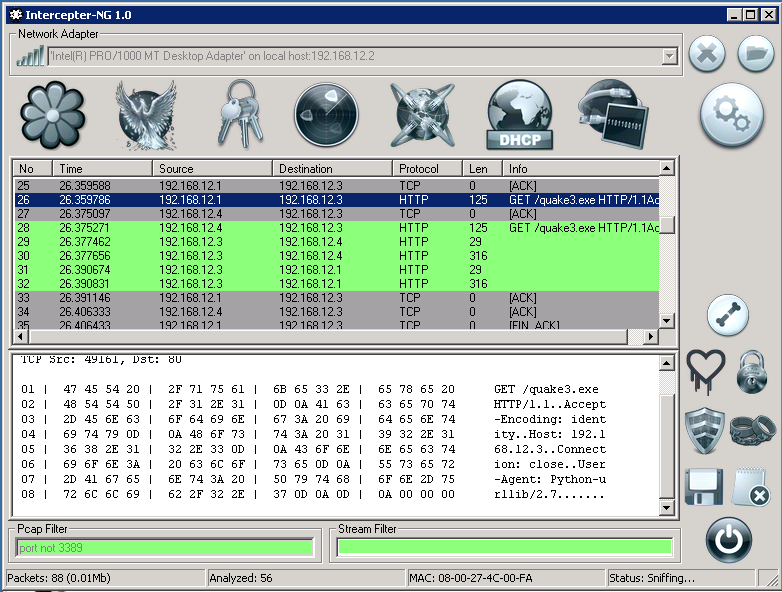 Intercepter-NG 1.0
Network Adapter
'Intel(R) PRO/1000 MT Desktop Adapter' on local host:192.168.12.2
DHCP
No Time Source Destination Protocol Len Info
25 26.359588 192.168.12.1 192.168.12.3 TCP 0 [ACK]
26 26.359786 192.168.12.1 192.168.12.3 HTTP 125 GET /quake3.exe HTTP/1.1Ac
27 26.375097 192.168.12.4 192.168.12.3 TCP 0 [ACK]
28 26.375271 192.168.12.4 192.168.12.3 HTTP 125 GET /quake3.exe HTTP/1.1Ac
29 26.377462 192.168.12.3 192.168.12.4 HTTP 29
30 26.377656 192.168.12.3 192.168.12.4 HTTP 316
31 26.390674 192.168.12.3 192.168.12.1 HTTP 29
32 26.390831 192.168.12.3 192.168.12.1 HTTP 316
33 26.391146 192.168.12.1 192.168.12.3 TCP 0 [ACK]
34 26.406333 192.168.12.4 192.168.12.3 TCP 0 [ACK]
35 26.406433 192.168.12.1 192.168.12.3 TCP 0 [FIN, ACK]
TCP Src: 49161, Dst: 80
01 | 47 45 54 20 | 2F 71 75 61 | 6B 65 33 2E | 65 78 65 20 GET /quake3.exe
02 | 48 54 54 50 | 2F 31 2E 31 | 0D 0A 41 63 | 63 65 70 74 HTTP/1.1..Accept
03 | 2D 45 6E 63 | 6F 64 69 6E | 67 3A 20 69 | 64 65 6E 74 -Encoding: ident
04 | 69 74 79 0D | 0A 48 6F 73 | 74 3A 20 31 | 39 32 2E 31 ity..Host: 192.1
05 | 36 38 2E 31 | 32 2E 33 0D | 0A 43 6F 6E | 6E 65 63 74 68.12.3..Connect
06 | 69 6F 6E 3A | 20 63 6C 6F | 73 65 0D 0A | 55 73 65 72 ion: close..User
07 | 2D 41 67 65 | 6E 74 3A 20 | 50 79 74 68 | 6F 6E 2D 75 -Agent: Python-u
08 | 72 6C 6C 69 | 62 2F 32 2E | 37 0D 0A 0D | 0A 00 00 00 rllib/2.7.......
Pcap Filter
port not 3389
Stream Filter
Packets: 88 (0.01Mb) Analyzed: 56 MAC: 08-00-27-4C-00-FA Status: Sniffing...